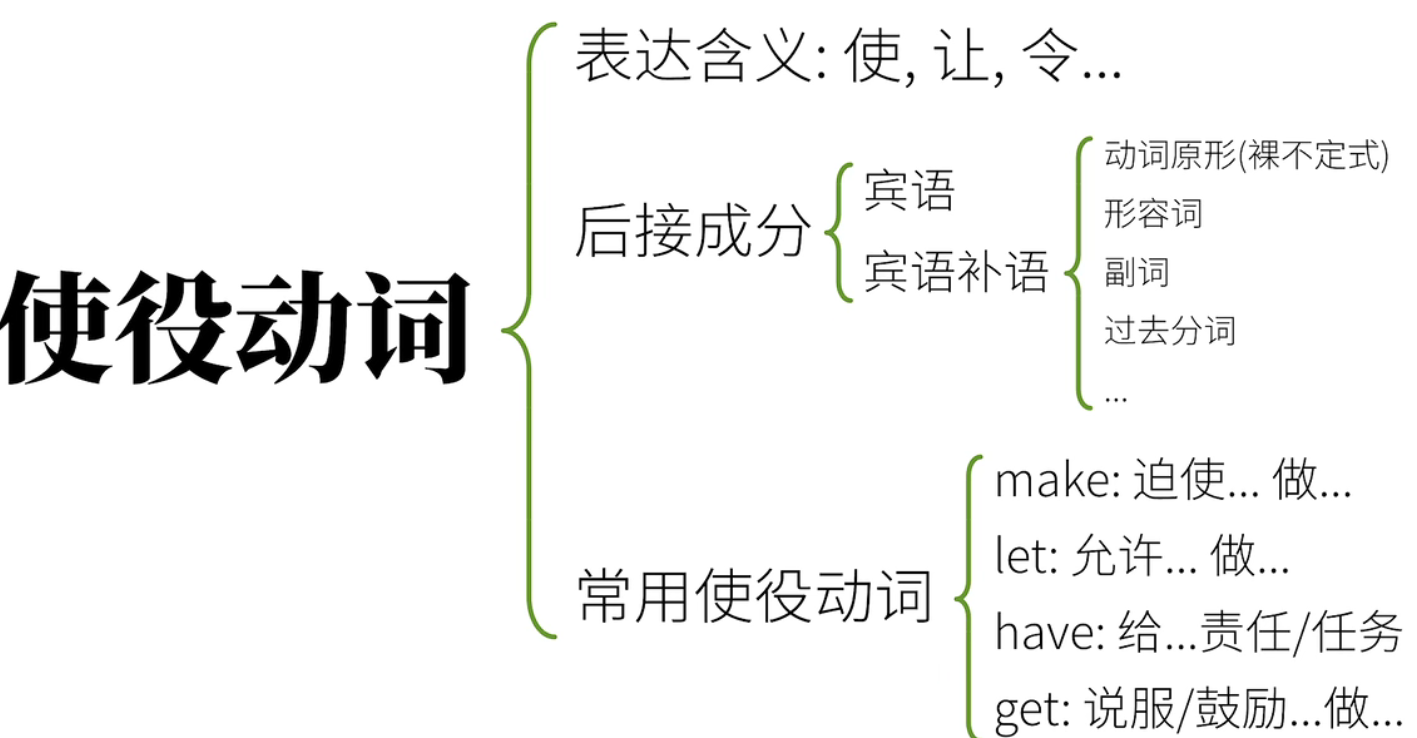 使役动词
表达含义: 使, 让, 令...
后接成分
宾语
宾语补语
动词原形(裸不定式)
形容词
副词
过去分词
...
常用使役动词
make: 迫使... 做...
let: 允许... 做...
have: 给...责任/任务
get: 说服/鼓励...做...